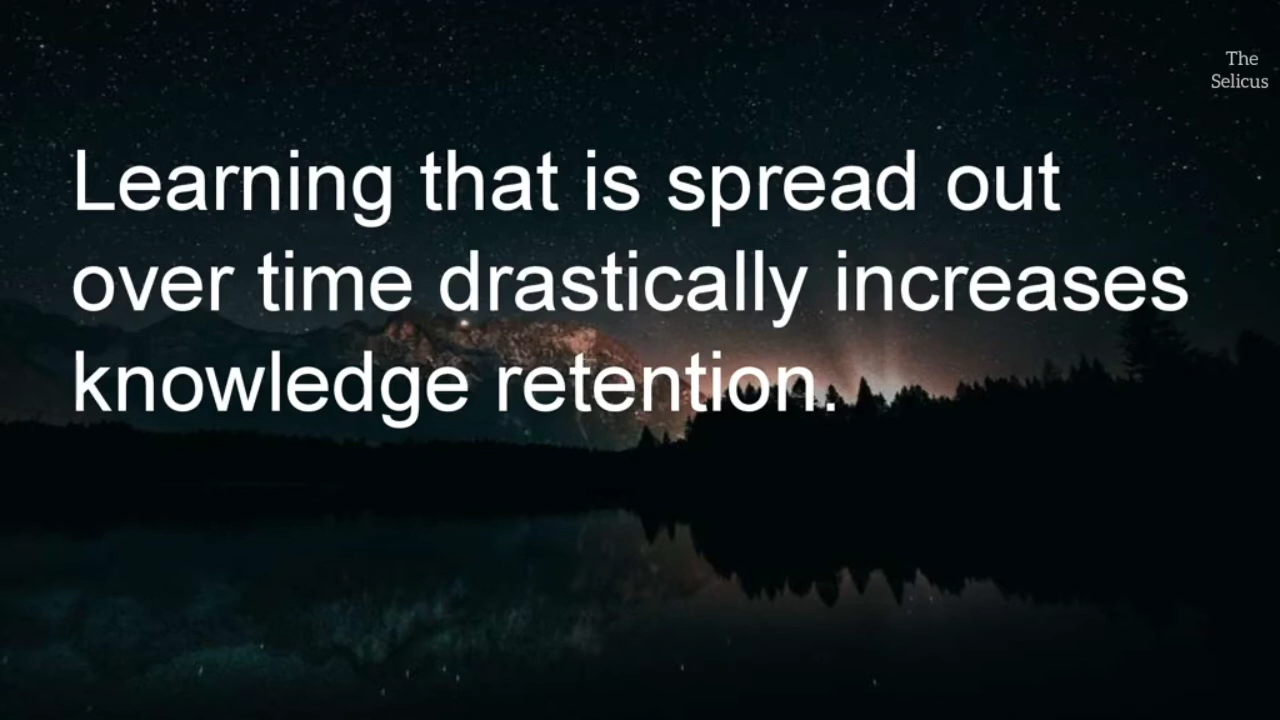 The
Selicus
Learning that is spread out
over time drastically increases
knowledge retention.